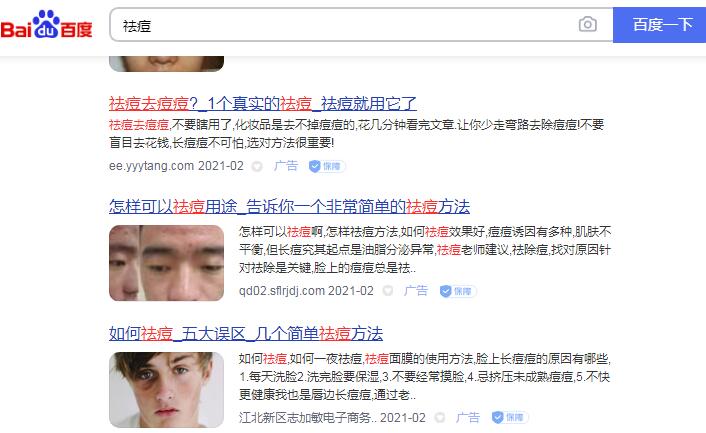 Bai du 百度
祛痘
百度一下
祛痘去痘痘?_1个真实的祛痘_祛痘就用它了
祛痘去痘痘,不要瞎用了,化妆品是去不掉痘痘的,花几分钟看完文章.让你少走弯路去除痘痘!不要
盲目去花钱,长痘痘不可怕,选对方法很重要!
ee.yyytang.com 2021-02 广告 保障
怎样可以祛痘用途_告诉你一个非常简单的祛痘方法
怎样可以祛痘啊,怎样祛痘方法,如何祛痘效果好,痘痘诱因有多种,肌肤不
平衡,但长痘究其起点是油脂分泌异常,祛痘老师建议,祛除痘,找对原因针
对祛除是关键,脸上的痘痘总是祛..
qd02.sflrjdj.com 2021-02 广告 保障
如何祛痘_五大误区_几个简单祛痘方法
如何祛痘,如何一夜祛痘,祛痘面膜的使用方法,脸上长痘痘的原因有哪些,
1.每天洗脸2.洗完脸要保湿,3.不要经常摸脸,4.忌挤压未成熟痘痘,5.不快
更健康我也是唇边长痘痘,通过老..
江北新区志加敏电子商务.. 2021-02 广告 保障